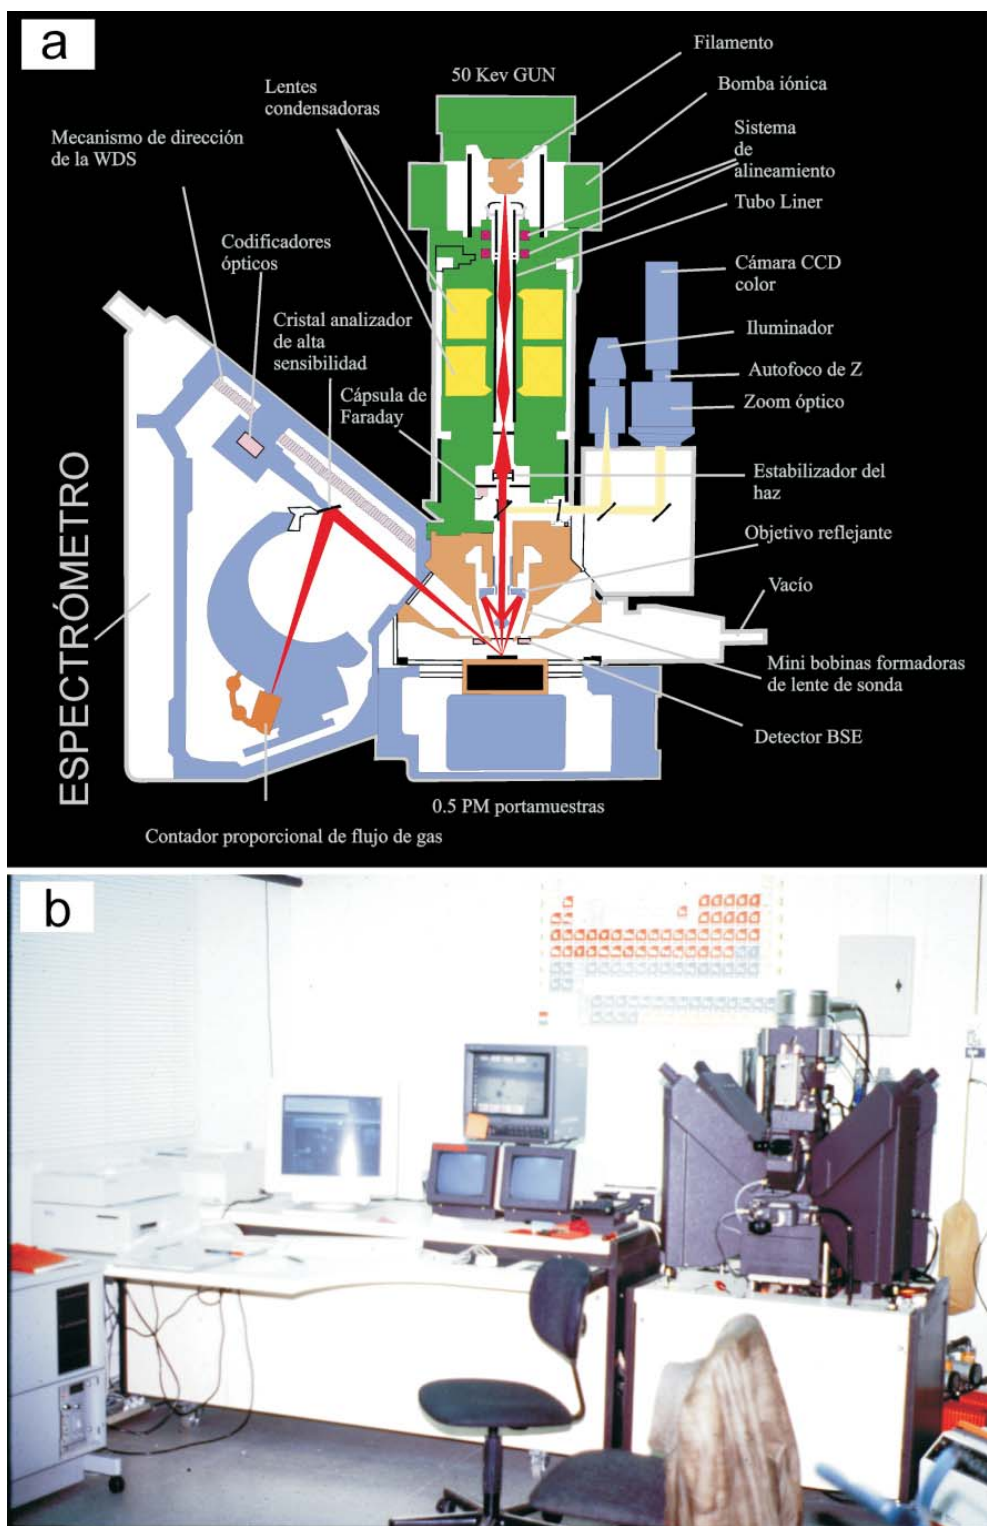 a
Filamento
50 Kev GUN
Lentes
condensadoras
Bomba iónica
Mecanismo de dirección
de la WDS
Sistema
de
alineamiento
Tubo Liner
Codificadores
ópticos
Cámara CCD
color
Cristal analizador
de alta
sensibilidad
Iluminador
Autofoco de Z
Cápsula de
Faraday
Zoom óptico
ESPECTRÓMETRO
Estabilizador del
haz
Objetivo reflejante
Vacío
Mini bobinas formadoras
de lente de sonda
Detector BSE
0.5 PM portamuestras
Contador proporcional de flujo de gas
b